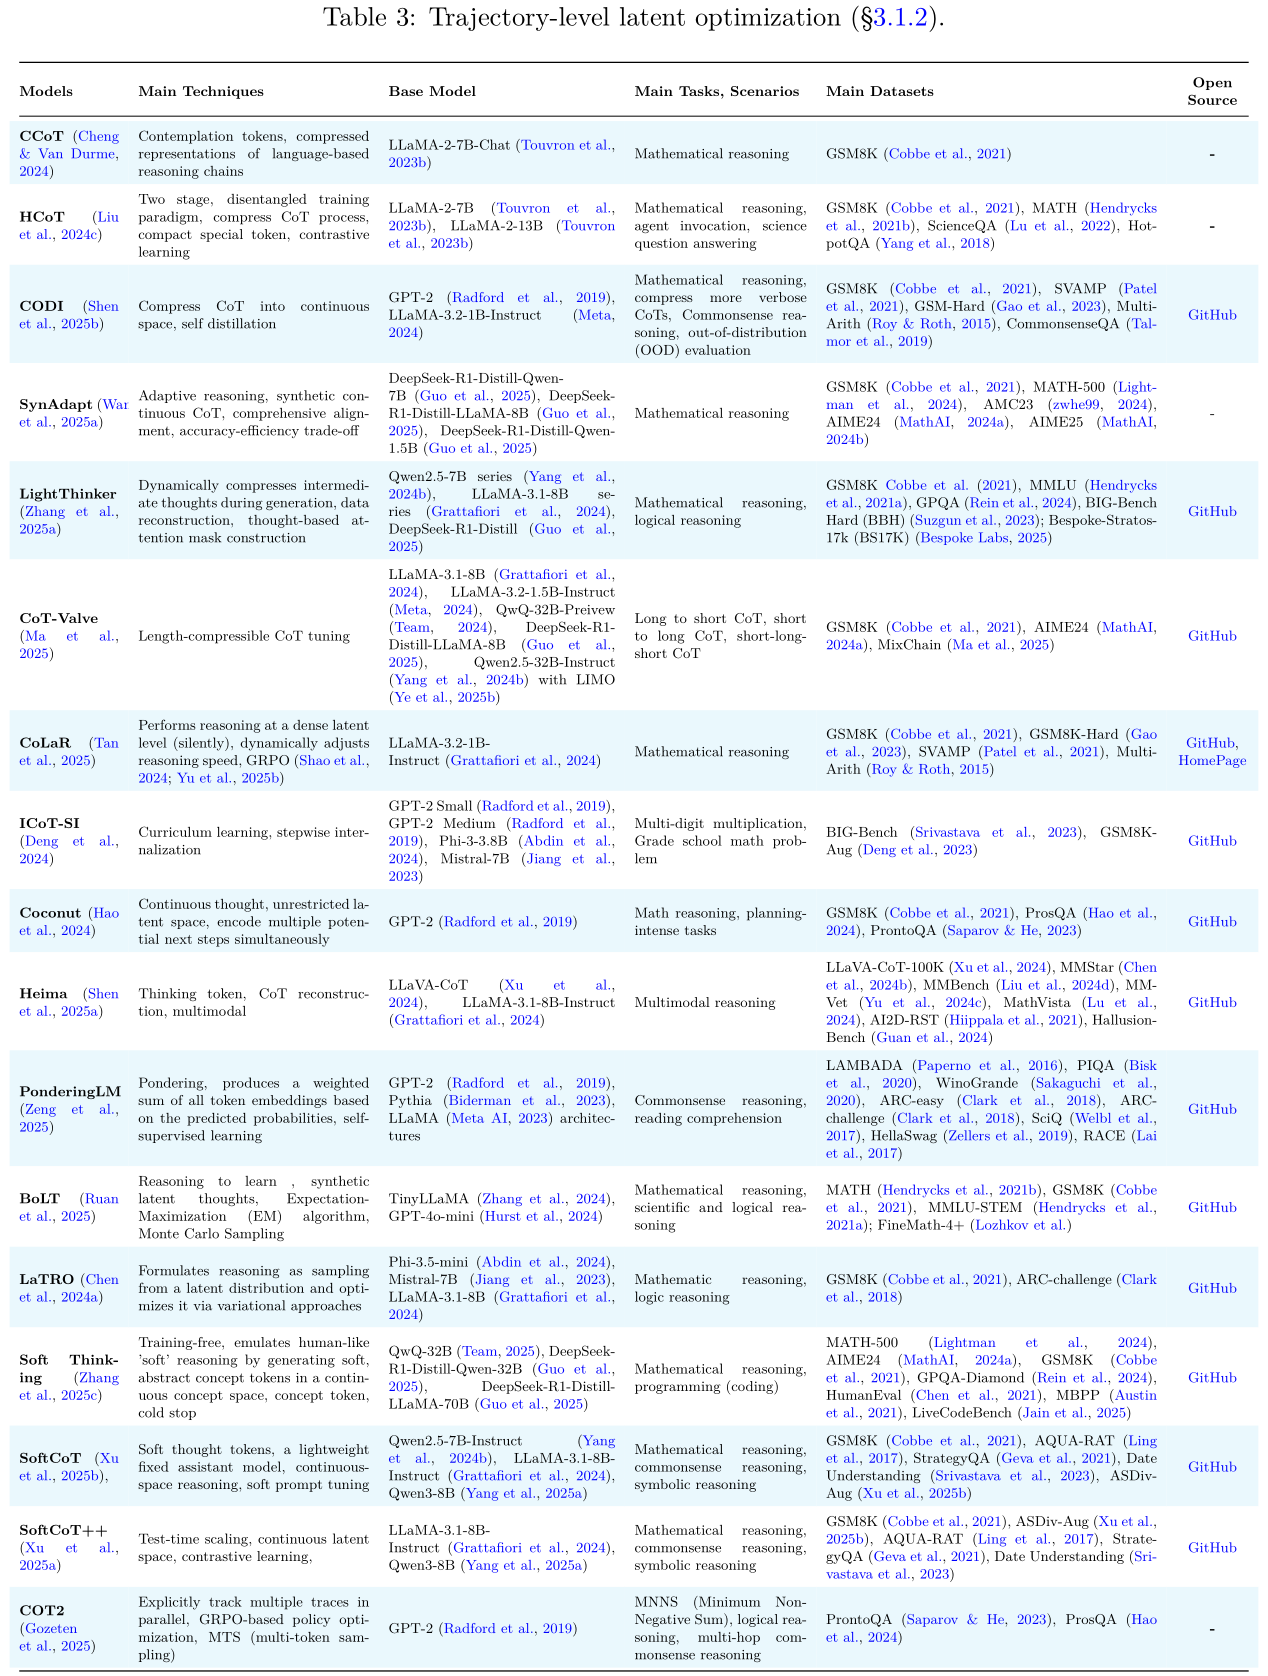 Table 3: Trajectory-level latent optimization (§3.1.2).
Models
Main Techniques
Base Model
Main Tasks, Scenarios
Main Datasets
Open
Source
CCoT (Cheng
& Van Durme,
2024)
Contemplation tokens, compressed
representations of language-based
reasoning chains
LLaMA-2-7B-Chat (Touvron et al.,
2023b)
Mathematical reasoning
GSM8K (Cobbe et al., 2021)
-
HCoT (Liu
et al., 2024c)
Two stage, disentangled training
paradigm, compress CoT process,
compact special token, contrastive
learning
LLaMA-2-7B (Touvron et al.,
2023b), LLaMA-2-13B (Touvron
et al., 2023b)
Mathematical reasoning,
agent invocation, science
question answering
GSM8K (Cobbe et al., 2021), MATH (Hendrycks
et al., 2021b), ScienceQA (Lu et al., 2022), Hot-
potQA (Yang et al., 2018)
-
CODI (Shen
et al., 2025b)
Compress CoT into continuous
space, self distillation
GPT-2 (Radford et al., 2019),
LLaMA-3.2-1B-Instruct (Meta,
2024)
Mathematical reasoning,
compress more verbose
CoTs, Commonsense rea-
soning, out-of-distribution
(OOD) evaluation
GSM8K (Cobbe et al., 2021), SVAMP (Patel
et al., 2021), GSM-Hard (Gao et al., 2023), Multi-
Arith (Roy & Roth, 2015), CommonsenseQA (Tal-
mor et al., 2019)
GitHub
SynAdapt (Wan
et al., 2025a)
Adaptive reasoning, synthetic con-
tinuous CoT, comprehensive align-
ment, accuracy-efficiency trade-off
DeepSeek-R1-Distill-Qwen-
7B (Guo et al., 2025), DeepSeek-
R1-Distill-LLaMA-8B (Guo et al.,
2025), DeepSeek-R1-Distill-Qwen-
1.5B (Guo et al., 2025)
Mathematical reasoning
GSM8K (Cobbe et al., 2021), MATH-500 (Light-
man et al., 2024), AMC23 (zwhe99, 2024),
AIME24 (MathAI, 2024a), AIME25 (MathAI,
2024b)
-
LightThinker
(Zhang et al.,
2025a)
Dynamically compresses intermedi-
ate thoughts during generation, data
reconstruction, thought-based at-
tention mask construction
Qwen2.5-7B series (Yang et al.,
2024b), LLaMA-3.1-8B se-
ries (Grattafiori et al., 2024),
DeepSeek-R1-Distill (Guo et al.,
2025)
Mathematical reasoning,
logical reasoning
GSM8K Cobbe et al. (2021), MMLU (Hendrycks
et al., 2021a), GPQA (Rein et al., 2024), BIG-Bench
Hard (BBH) (Suzgun et al., 2023); Bespoke-Stratos-
17k (BS17K) (Bespoke Labs, 2025)
GitHub
CoT-Valve
(Ma et al.,
2025)
Length-compressible CoT tuning
LLaMA-3.1-8B (Grattafiori et al.,
2024), LLaMA-3.2-1.5B-Instruct
(Meta, 2024), QwQ-32B-Preivew
(Team, 2024), DeepSeek-R1-
Distill-LLaMA-8B (Guo et al.,
2025), Qwen2.5-32B-Instruct
(Yang et al., 2024b) with LIMO
(Ye et al., 2025b)
Long to short CoT, short
to long CoT, short-long-
short CoT
GSM8K (Cobbe et al., 2021), AIME24 (MathAI,
2024a), MixChain (Ma et al., 2025)
GitHub
CoLaR (Tan
et al., 2025)
Performs reasoning at a dense latent
level (silently), dynamically adjusts
reasoning speed, GRPO (Shao et al.,
2024; Yu et al., 2025b)
LLaMA-3.2-1B-
Instruct (Grattafiori et al., 2024)
Mathematical reasoning
GSM8K (Cobbe et al., 2021), GSM8K-Hard (Gao
et al., 2023), SVAMP (Patel et al., 2021), Multi-
Arith (Roy & Roth, 2015)
GitHub,
HomePage
ICoT-SI
(Deng et al.,
2024)
Curriculum learning, stepwise inter-
nalization
GPT-2 Small (Radford et al., 2019),
GPT-2 Medium (Radford et al.,
2019), Phi-3-3.8B (Abdin et al.,
2024), Mistral-7B (Jiang et al.,
2023)
Multi-digit multiplication,
Grade school math prob-
lem
BIG-Bench (Srivastava et al., 2023), GSM8K-
Aug (Deng et al., 2023)
GitHub
Coconut (Hao
et al., 2024)
Continuous thought, unrestricted la-
tent space, encode multiple poten-
tial next steps simultaneously
GPT-2 (Radford et al., 2019)
Math reasoning, planning-
intense tasks
GSM8K (Cobbe et al., 2021), ProsQA (Hao et al.,
2024), ProntoQA (Saparov & He, 2023)
GitHub
Heima (Shen
et al., 2025a)
Thinking token, CoT reconstruc-
tion, multimodal
LLaVA-CoT (Xu et al.,
2024), LLaMA-3.1-8B-Instruct
(Grattafiori et al., 2024)
Multimodal reasoning
LLaVA-CoT-100K (Xu et al., 2024), MMStar (Chen
et al., 2024b), MMBench (Liu et al., 2024d), MM-
Vet (Yu et al., 2024c), MathVista (Lu et al.,
2024), AI2D-RST (Hiippala et al., 2021), Hallusion-
Bench (Guan et al., 2024)
GitHub
PonderingLM
(Zeng et al.,
2025)
Pondering, produces a weighted
sum of all token embeddings based
on the predicted probabilities, self-
supervised learning
GPT-2 (Radford et al., 2019),
Pythia (Biderman et al., 2023),
LLaMA (Meta AI, 2023) architec-
tures
Commonsense reasoning,
reading comprehension
LAMBADA (Paperno et al., 2016), PIQA (Bisk
et al., 2020), WinoGrande (Sakaguchi et al.,
2020), ARC-easy (Clark et al., 2018), ARC-
challenge (Clark et al., 2018), SciQ (Welbl et al.,
2017), HellaSwag (Zellers et al., 2019), RACE (Lai
et al., 2017)
GitHub
BoLT (Ruan
et al., 2025)
Reasoning to learn , synthetic
latent thoughts, Expectation-
Maximization (EM) algorithm,
Monte Carlo Sampling
TinyLLaMA (Zhang et al., 2024),
GPT-4o-mini (Hurst et al., 2024)
Mathematical reasoning,
scientific and logical rea-
soning
MATH (Hendrycks et al., 2021b), GSM8K (Cobbe
et al., 2021), MMLU-STEM (Hendrycks et al.,
2021a); FineMath-4+ (Lozhkov et al.)
GitHub
LaTRO (Chen
et al., 2024a)
Formulates reasoning as sampling
from a latent distribution and opti-
mizes it via variational approaches
Phi-3.5-mini (Abdin et al., 2024),
Mistral-7B (Jiang et al., 2023),
LLaMA-3.1-8B (Grattafiori et al.,
2024)
Mathematic reasoning,
logic reasoning
GSM8K (Cobbe et al., 2021), ARC-challenge (Clark
et al., 2018)
GitHub
Soft Think-
ing (Zhang
et al., 2025c)
Training-free, emulates human-like
'soft' reasoning by generating soft,
abstract concept tokens in a contin-
uous concept space, concept token,
cold stop
QwQ-32B (Team, 2025), DeepSeek-
R1-Distill-Qwen-32B (Guo et al.,
2025), DeepSeek-R1-Distill-
LLaMA-70B (Guo et al., 2025)
Mathematical reasoning,
programming (coding)
MATH-500 (Lightman et al., 2024),
AIME24 (MathAI, 2024a), GSM8K (Cobbe
et al., 2021), GPQA-Diamond (Rein et al., 2024),
HumanEval (Chen et al., 2021), MBPP (Austin
et al., 2021), LiveCodeBench (Jain et al., 2025)
GitHub
SoftCoT (Xu
et al., 2025b),
Soft thought tokens, a lightweight
fixed assistant model, continuous-
space reasoning, soft prompt tuning
Qwen2.5-7B-Instruct (Yang
et al., 2024b), LLaMA-3.1-8B-
Instruct (Grattafiori et al., 2024),
Qwen3-8B (Yang et al., 2025a)
Mathematical reasoning,
commonsense reasoning,
symbolic reasoning
GSM8K (Cobbe et al., 2021), AQUA-RAT (Ling
et al., 2017), StrategyQA (Geva et al., 2021), Date
Understanding (Srivastava et al., 2023), ASDiv-
Aug (Xu et al., 2025b)
GitHub
SoftCoT++
(Xu et al.,
2025a)
Test-time scaling, continuous latent
space, contrastive learning,
LLaMA-3.1-8B-
Instruct (Grattafiori et al., 2024),
Qwen3-8B (Yang et al., 2025a)
Mathematical reasoning,
commonsense reasoning,
symbolic reasoning
GSM8K (Cobbe et al., 2021), ASDiv-Aug (Xu et al.,
2025b), AQUA-RAT (Ling et al., 2017), Strate-
gyQA (Geva et al., 2021), Date Understanding (Sri-
vastava et al., 2023)
GitHub
COT2
(Gozeten
et al., 2025)
Explicitly track multiple traces in
parallel, GRPO-based policy opti-
mization, MTS (multi-token sam-
pling)
GPT-2 (Radford et al., 2019)
MNNS (Minimum Non-
Negative Sum), logical rea-
soning, multi-hop com-
monsense reasoning
ProntoQA (Saparov & He, 2023), ProsQA (Hao
et al., 2024)
-